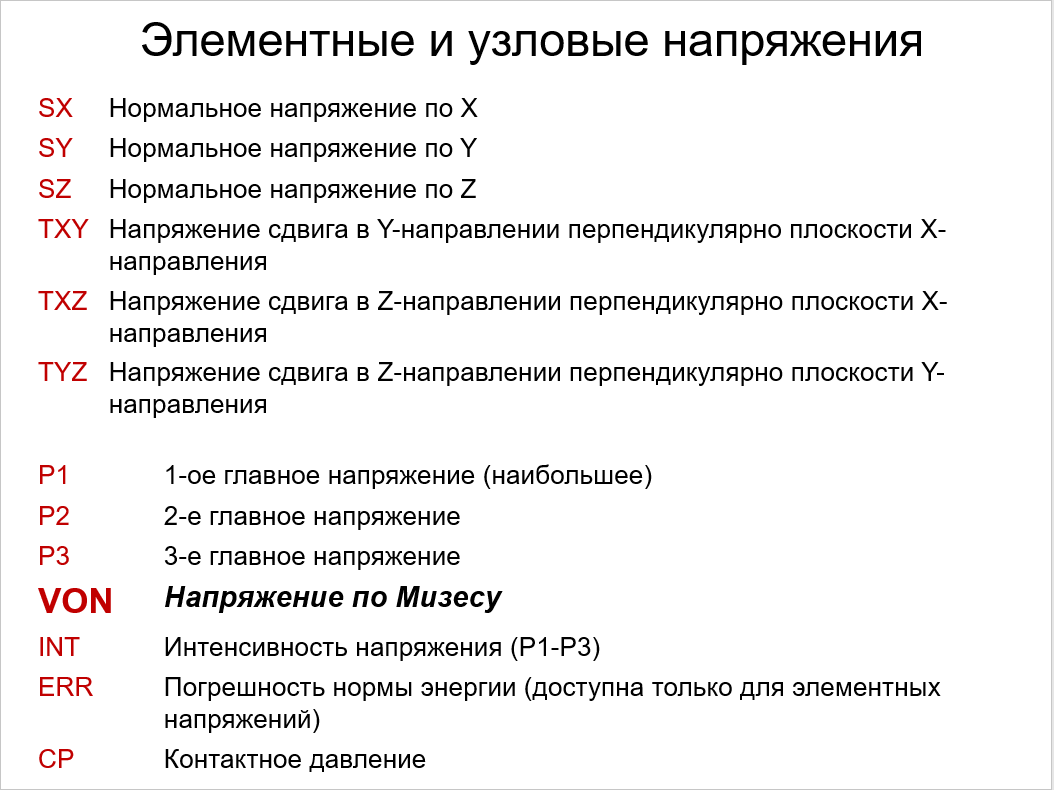 Элементные и узловые напряжения
SX Нормальное напряжение по X
SY Нормальное напряжение по Y
SZ Нормальное напряжение по Z
TXY Напряжение сдвига в Y-направлении перпендикулярно плоскости X-
направления
TXZ Напряжение сдвига в Z-направлении перпендикулярно плоскости X-
направления
TYZ Напряжение сдвига в Z-направлении перпендикулярно плоскости Y-
направления
P1 1-ое главное напряжение (наибольшее)
P2 2-е главное напряжение
P3 3-е главное напряжение
VON Напряжение по Мизесу
INT Интенсивность напряжения (P1-P3)
ERR Погрешность нормы энергии (доступна только для элементных
напряжений)
CP Контактное давление